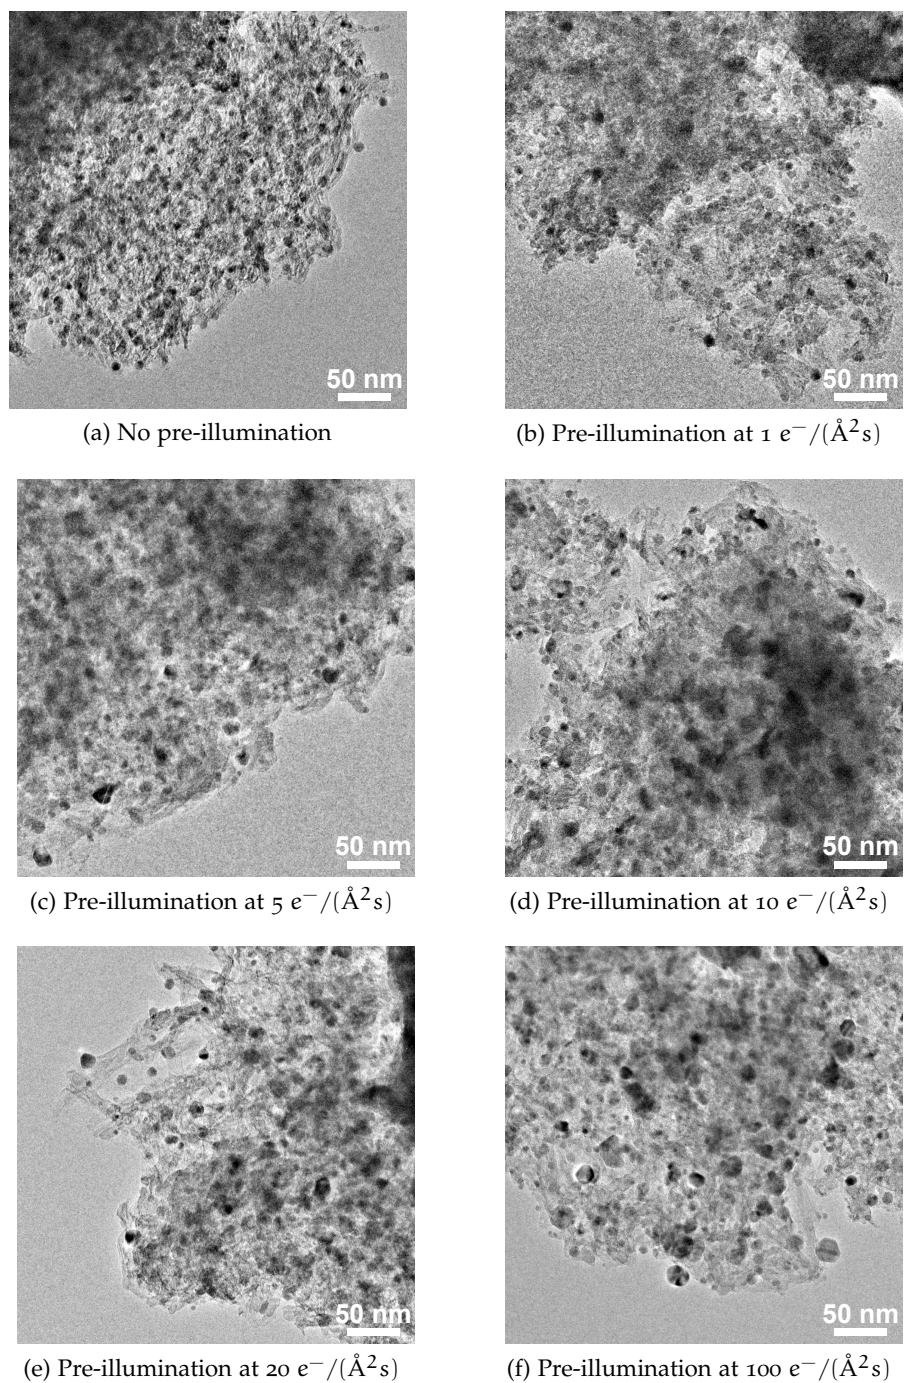 50 nm
50 nm
(a) No pre-illumination
(b) Pre-illumination at 1 e⁻/(Å²s)
50 nm
50 nm
(c) Pre-illumination at 5 e⁻/(Å²s)
(d) Pre-illumination at 10 e⁻/(Å²s)
50 nm
50 nm
(e) Pre-illumination at 20 e⁻/(Å²s)
(f) Pre-illumination at 100 e⁻/(Å²s)